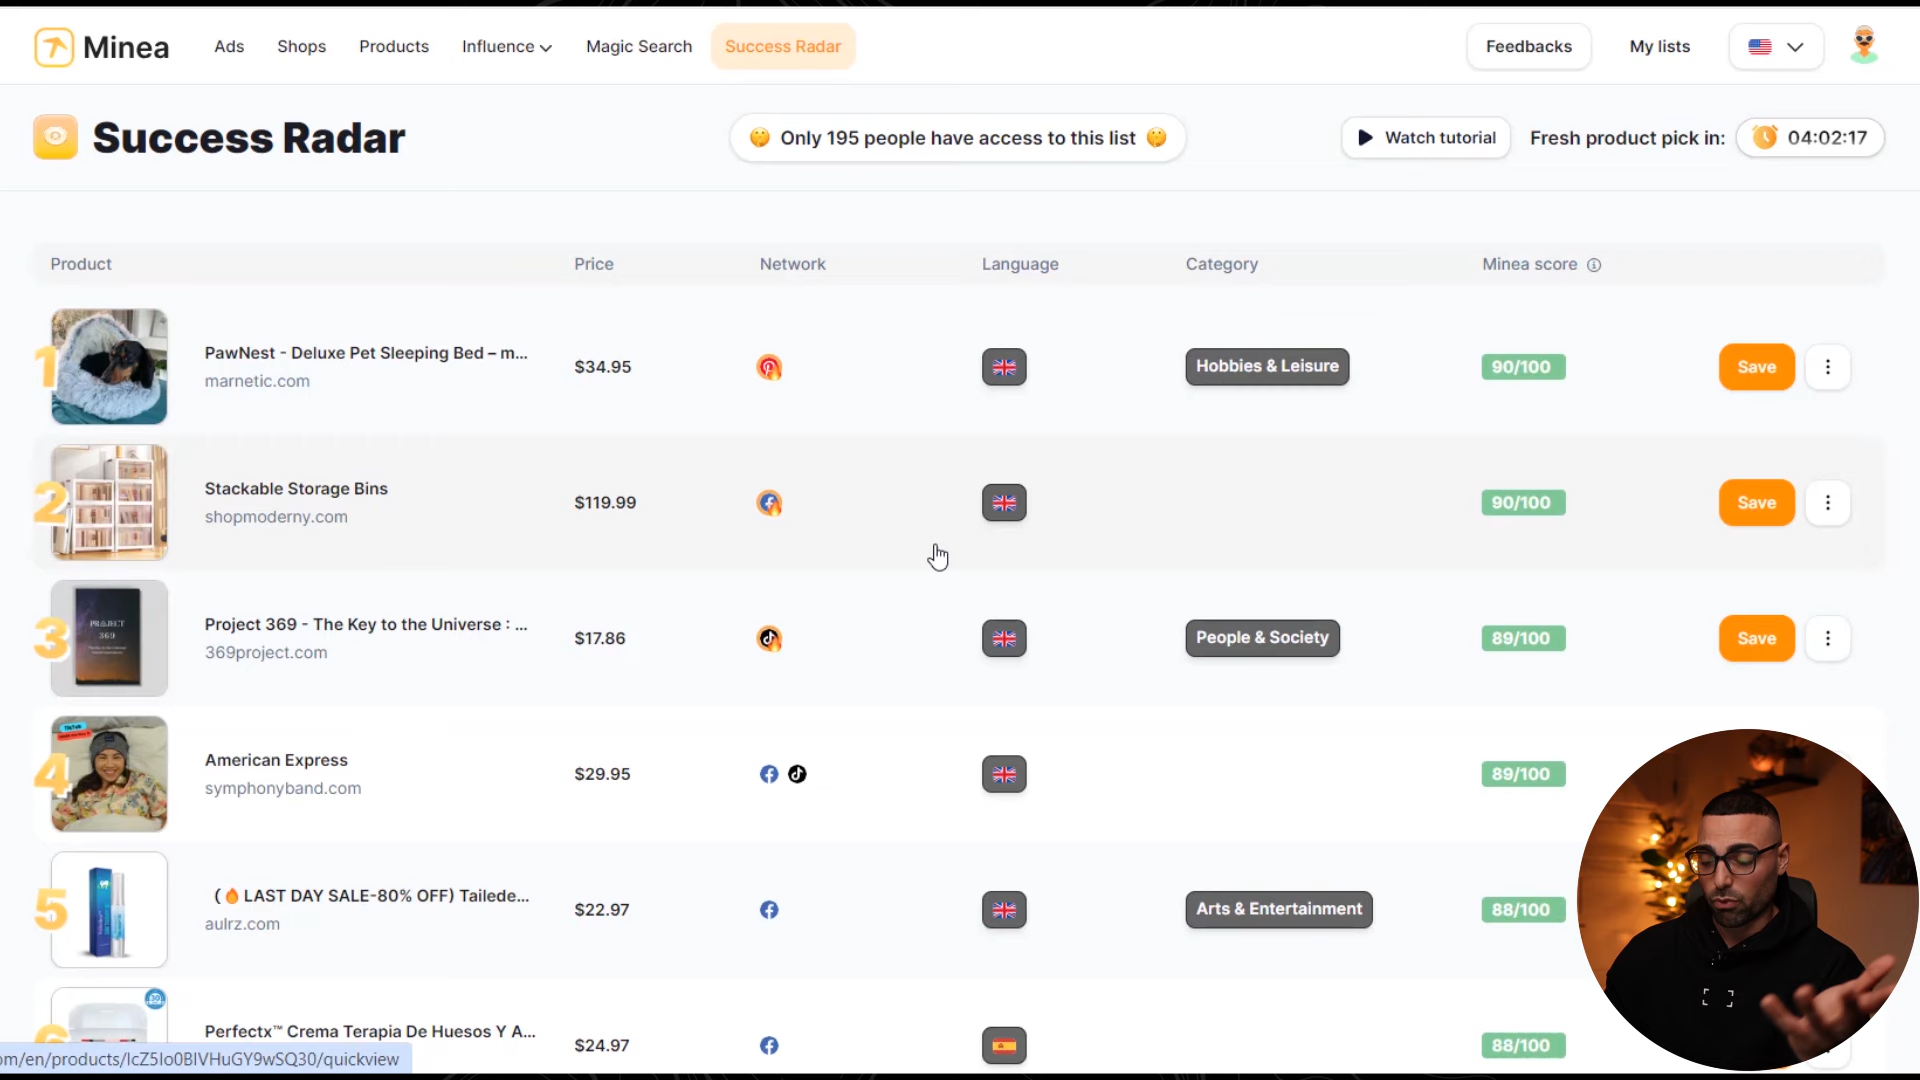 Minea
Ads
Shops
Products
Influence
Magic Search
Success Radar
Feedbacks
My lists
Success Radar
Only 195 people have access to this list
Watch tutorial
Fresh product pick in:
04:02:17
Product
Price
Network
Language
Category
Minea score
1
PawNest - Deluxe Pet Sleeping Bed – m...
marnetic.com
$34.95
Hobbies & Leisure
90/100
Save
2
Stackable Storage Bins
shopmoderny.com
$119.99
90/100
Save
3
PROJECT
369
Project 369 - The Key to the Universe : ...
369project.com
$17.86
People & Society
89/100
Save
4
American Express
symphonyband.com
$29.95
89/100
5
(🔥 LAST DAY SALE-80% OFF) Tailede...
aulrz.com
$22.97
Arts & Entertainment
88/100
6
Perfectx™ Crema Terapia De Huesos Y A...
$24.97
88/100
om/en/products/IcZ5Io0BIVHuGY9wSQ30/quickview